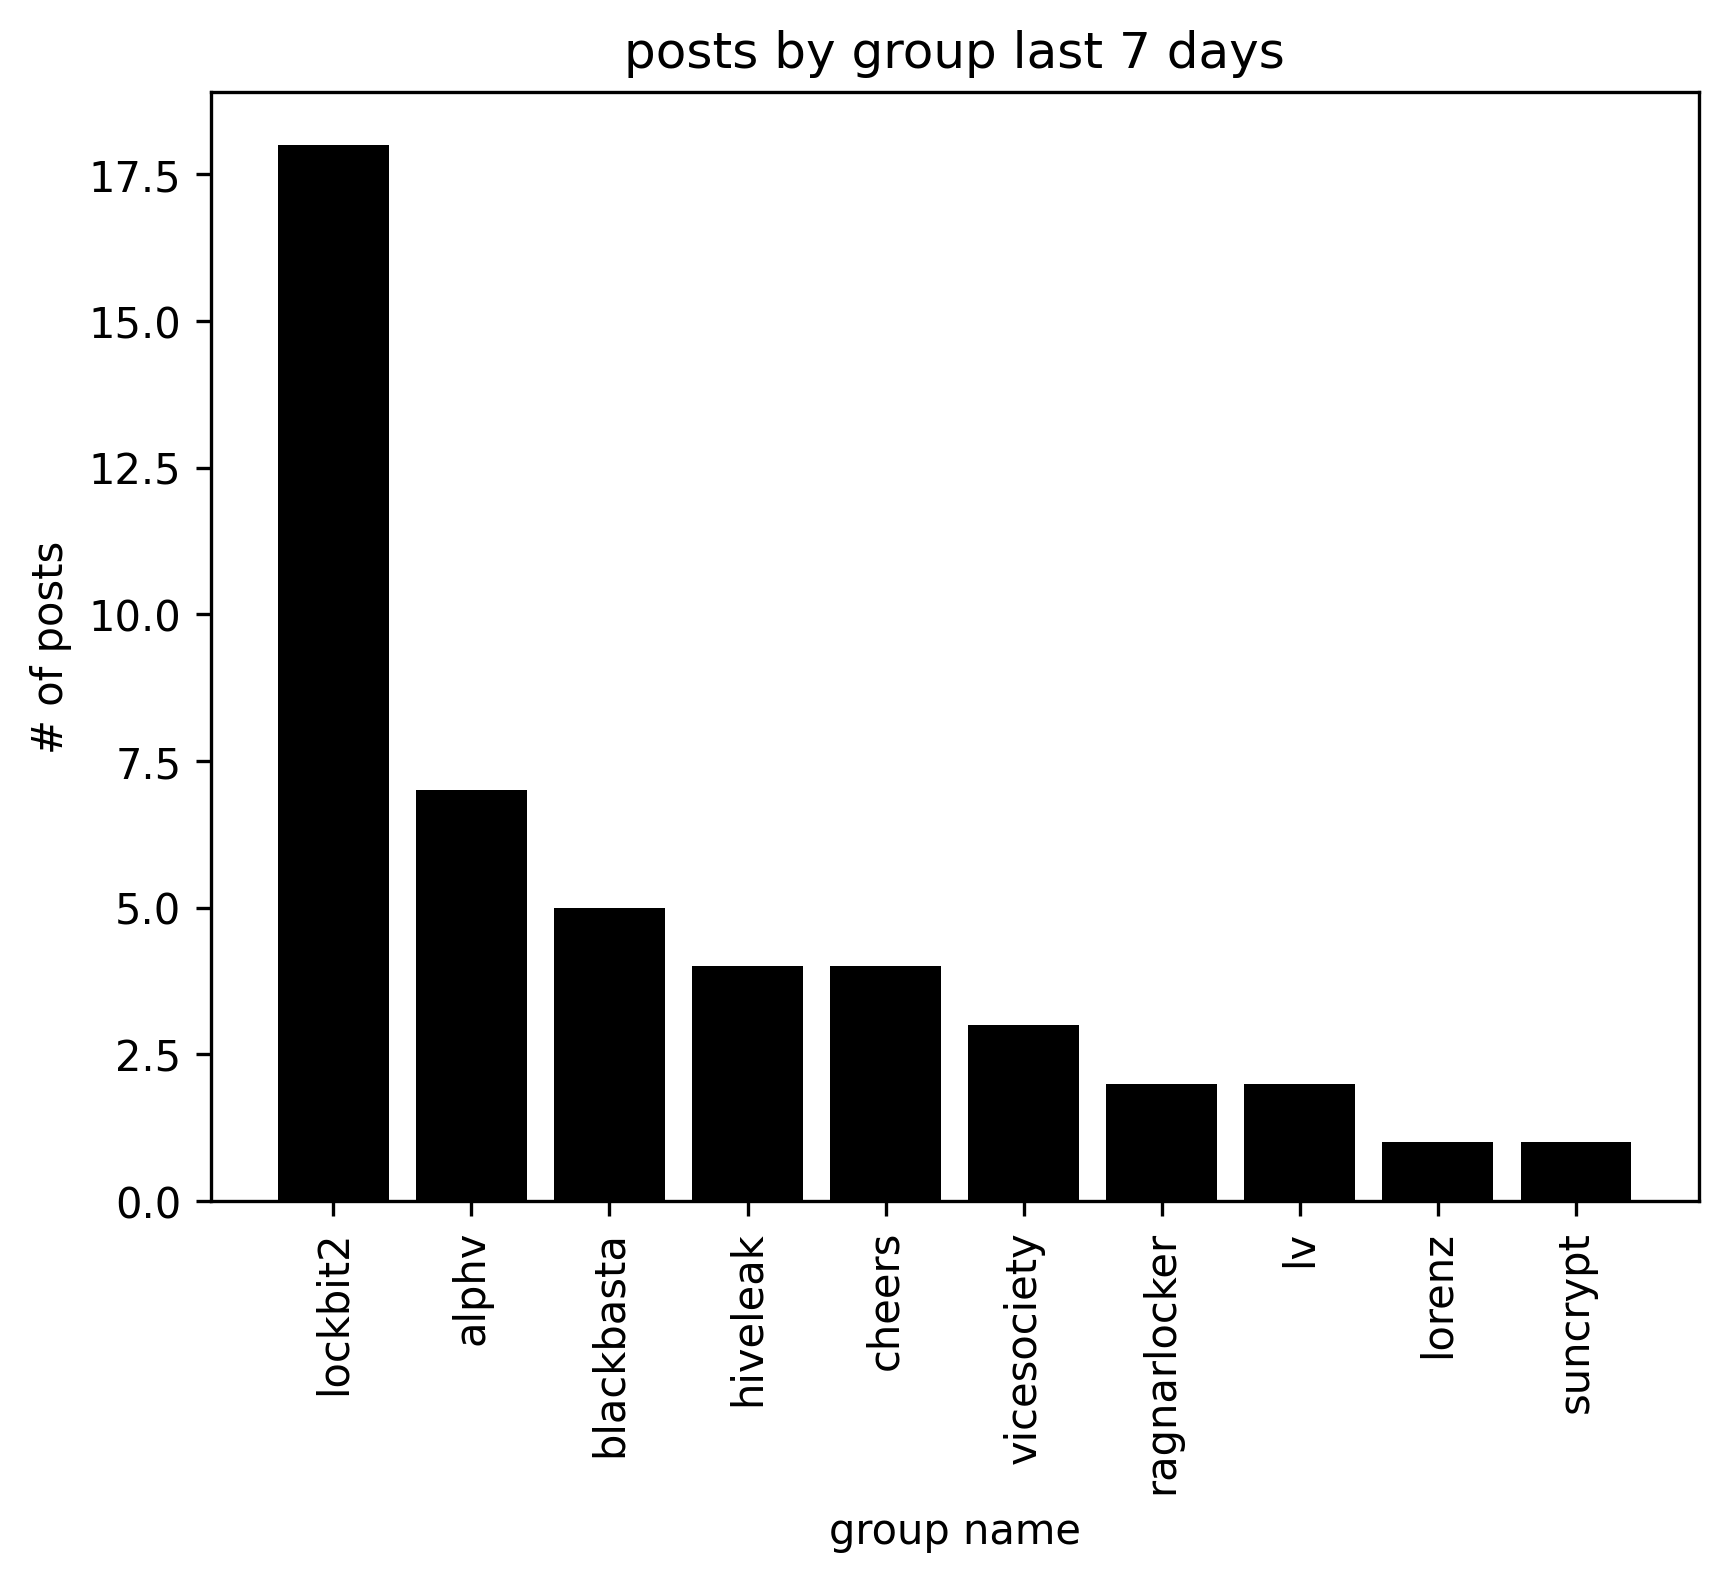 posts by group last 7 days
17.5
15.0
12.5
10.0
7.5
5.0
2.5
0.0
# of posts
lockbit2
alphv
blackbasta
hiveleak
cheers
vicesociety
ragnarlocker
lv
lorenz
suncrypt
group name